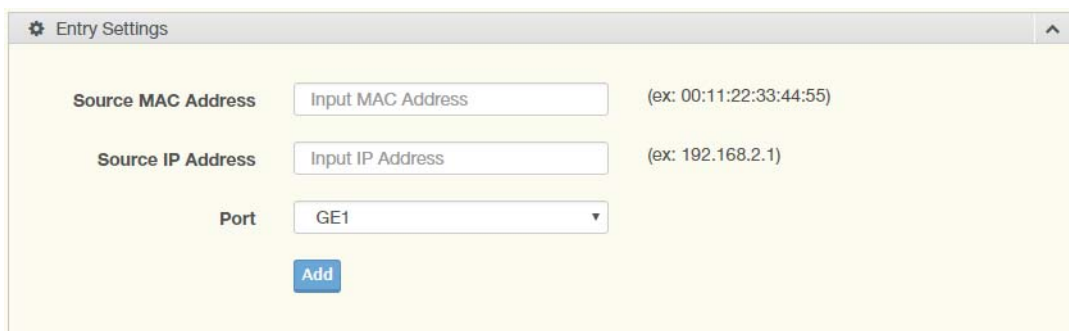 Entry Settings
Source MAC Address Input MAC Address (ex: 00:11:22:33:44:55)
Source IP Address Input IP Address (ex: 192.168.2.1)
Port GE1
Add